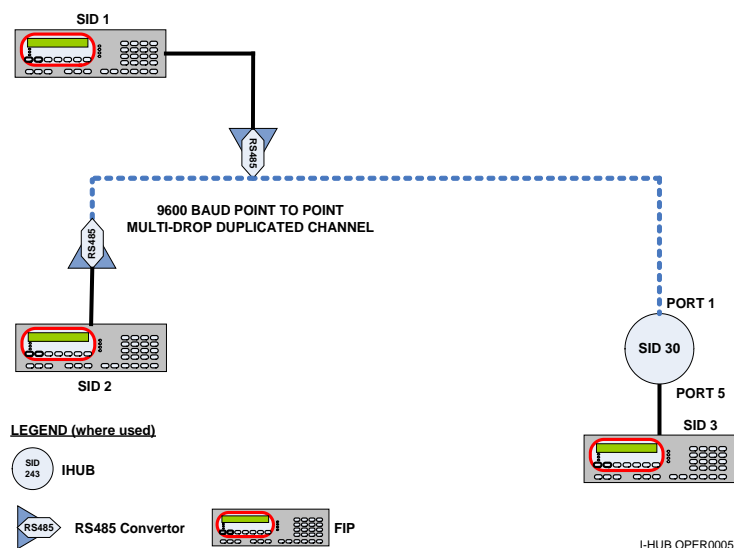 SID 1
RS485
9600 BAUD POINT TO POINT
MULTI-DROP DUPLICATED CHANNEL
RS485
PORT 1
SID 30
PORT 5
SID 2
SID 3
LEGEND (where used)
SID
243
IHUB
RS485
RS485 Convertor
FIP
I-HUB OPER0005